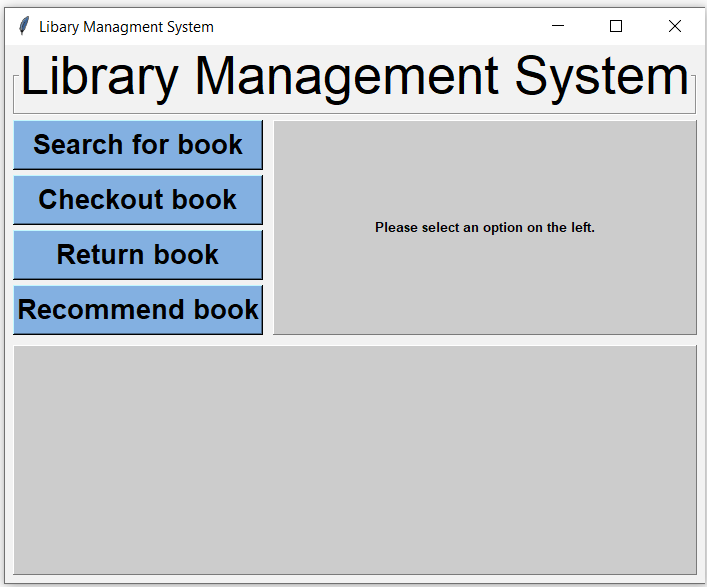 Libary Managment System
Library Management System
Search for book
Checkout book
Return book
Recommend book
Please select an option on the left.